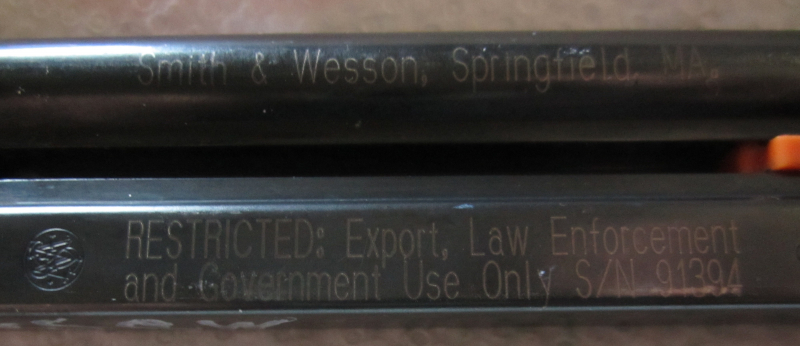 Smith & Wesson, Springfield, MA.
RESTRICTED: Export, Law Enforcement
and Government Use Only S/N 91394